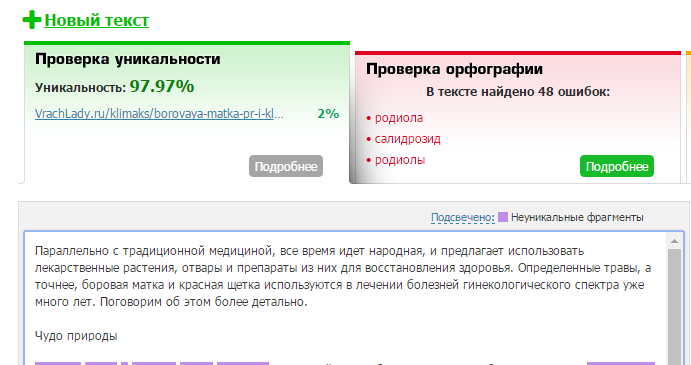 Новый текст
Проверка уникальности
Уникальность: 97.97%
VrachLady.ru/klimaks/borovaya-matka-pr-i-kl... 2%
Подробнее
Проверка орфографии
В тексте найдено 48 ошибок:
• родиола
• салидрозид
• родиолы
Подробнее
Подсвечено: Неуникальные фрагменты
Параллельно с традиционной медициной, все время идет народная, и предлагает использовать
лекарственные растения, отвары и препараты из них для восстановления здоровья. Определенные травы, а
точнее, боровая матка и красная щетка используются в лечении болезней гинекологического спектра уже
много лет. Поговорим об этом более детально.
Чудо природы